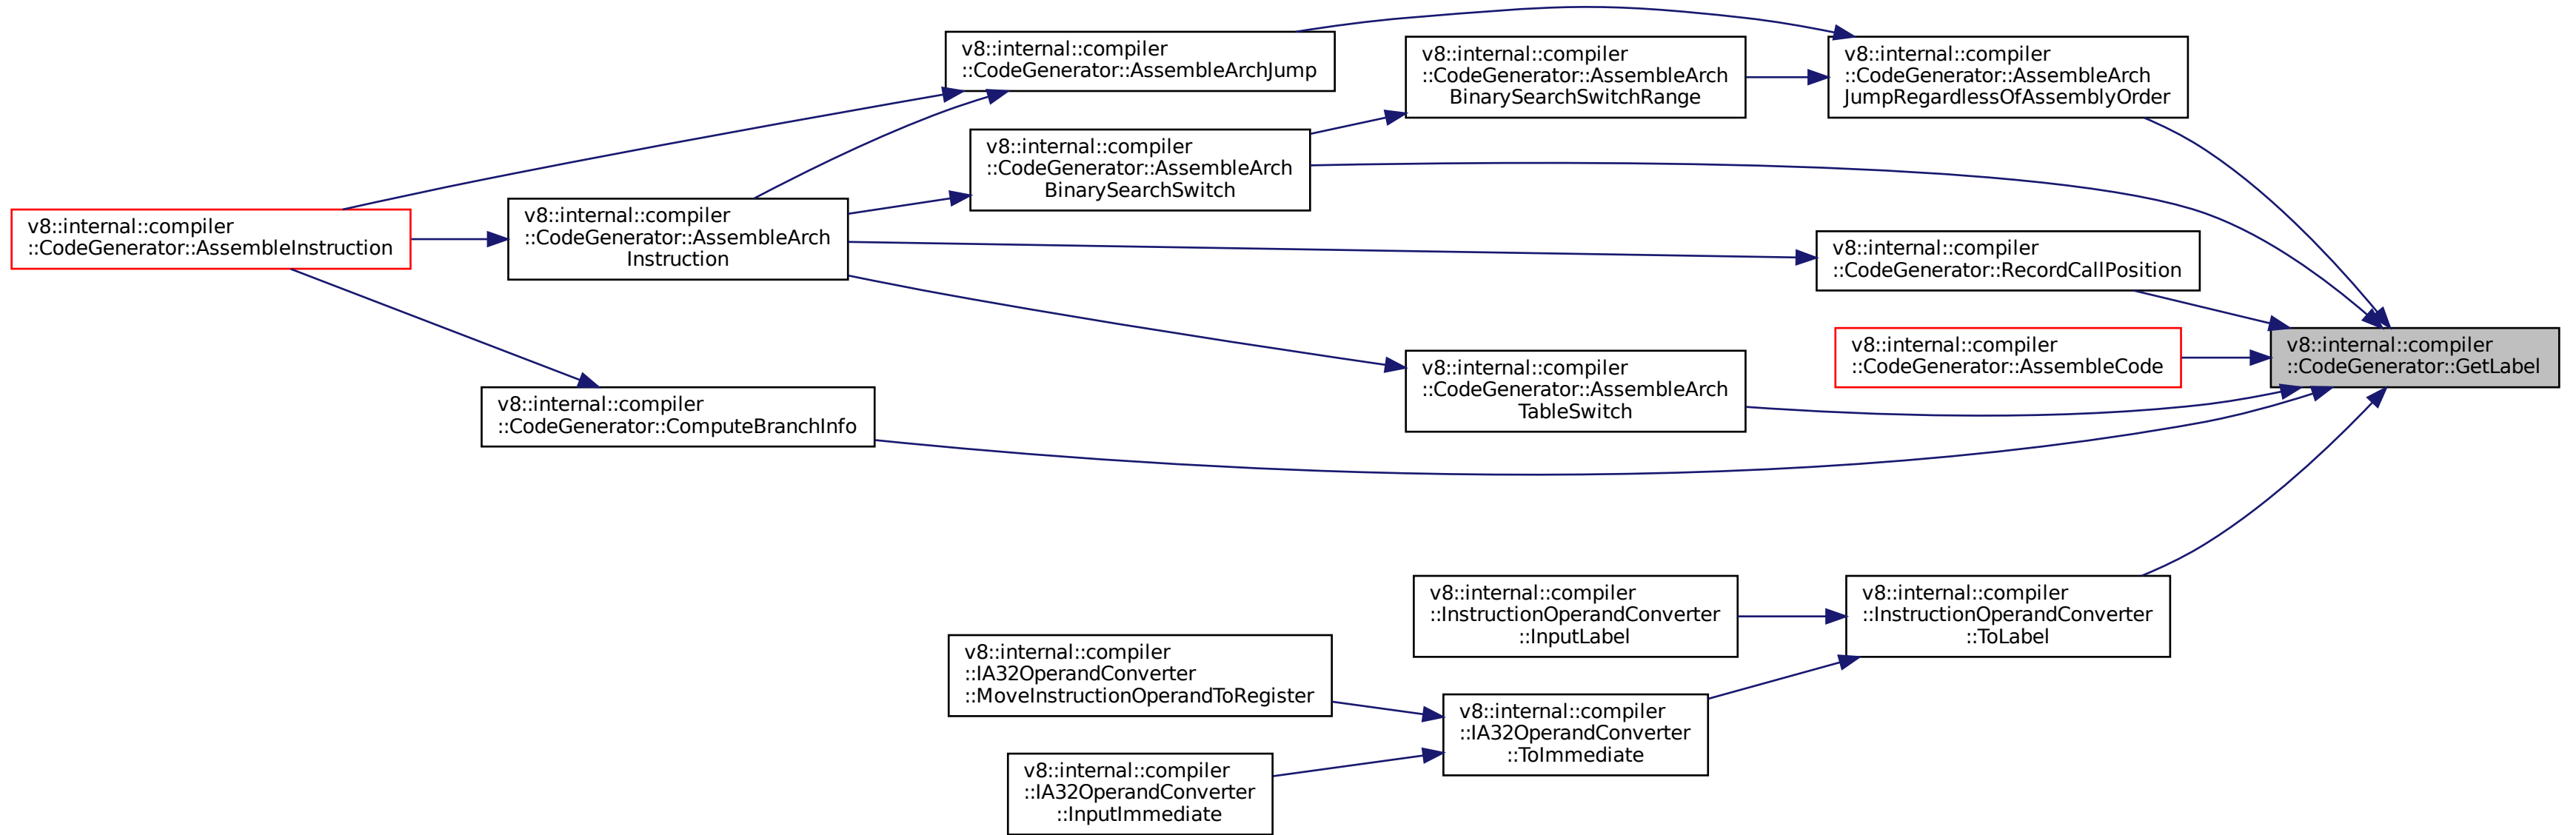 v8::internal::compiler
::CodeGenerator::AssembleArchJump
v8::internal::compiler
::CodeGenerator::AssembleArch
BinarySearchSwitchRange
v8::internal::compiler
::CodeGenerator::AssembleArch
JumpRegardlessOfAssemblyOrder
v8::internal::compiler
::CodeGenerator::AssembleArch
BinarySearchSwitch
v8::internal::compiler
::CodeGenerator::AssembleInstruction
v8::internal::compiler
::CodeGenerator::AssembleArch
Instruction
v8::internal::compiler
::CodeGenerator::RecordCallPosition
v8::internal::compiler
::CodeGenerator::AssembleCode
v8::internal::compiler
::CodeGenerator::GetLabel
v8::internal::compiler
::CodeGenerator::AssembleArch
TableSwitch
v8::internal::compiler
::CodeGenerator::ComputeBranchInfo
v8::internal::compiler
::InstructionOperandConverter
::InputLabel
v8::internal::compiler
::InstructionOperandConverter
::ToLabel
v8::internal::compiler
::IA32OperandConverter
::MoveInstructionOperandToRegister
v8::internal::compiler
::IA32OperandConverter
::ToImmediate
v8::internal::compiler
::IA32OperandConverter
::InputImmediate